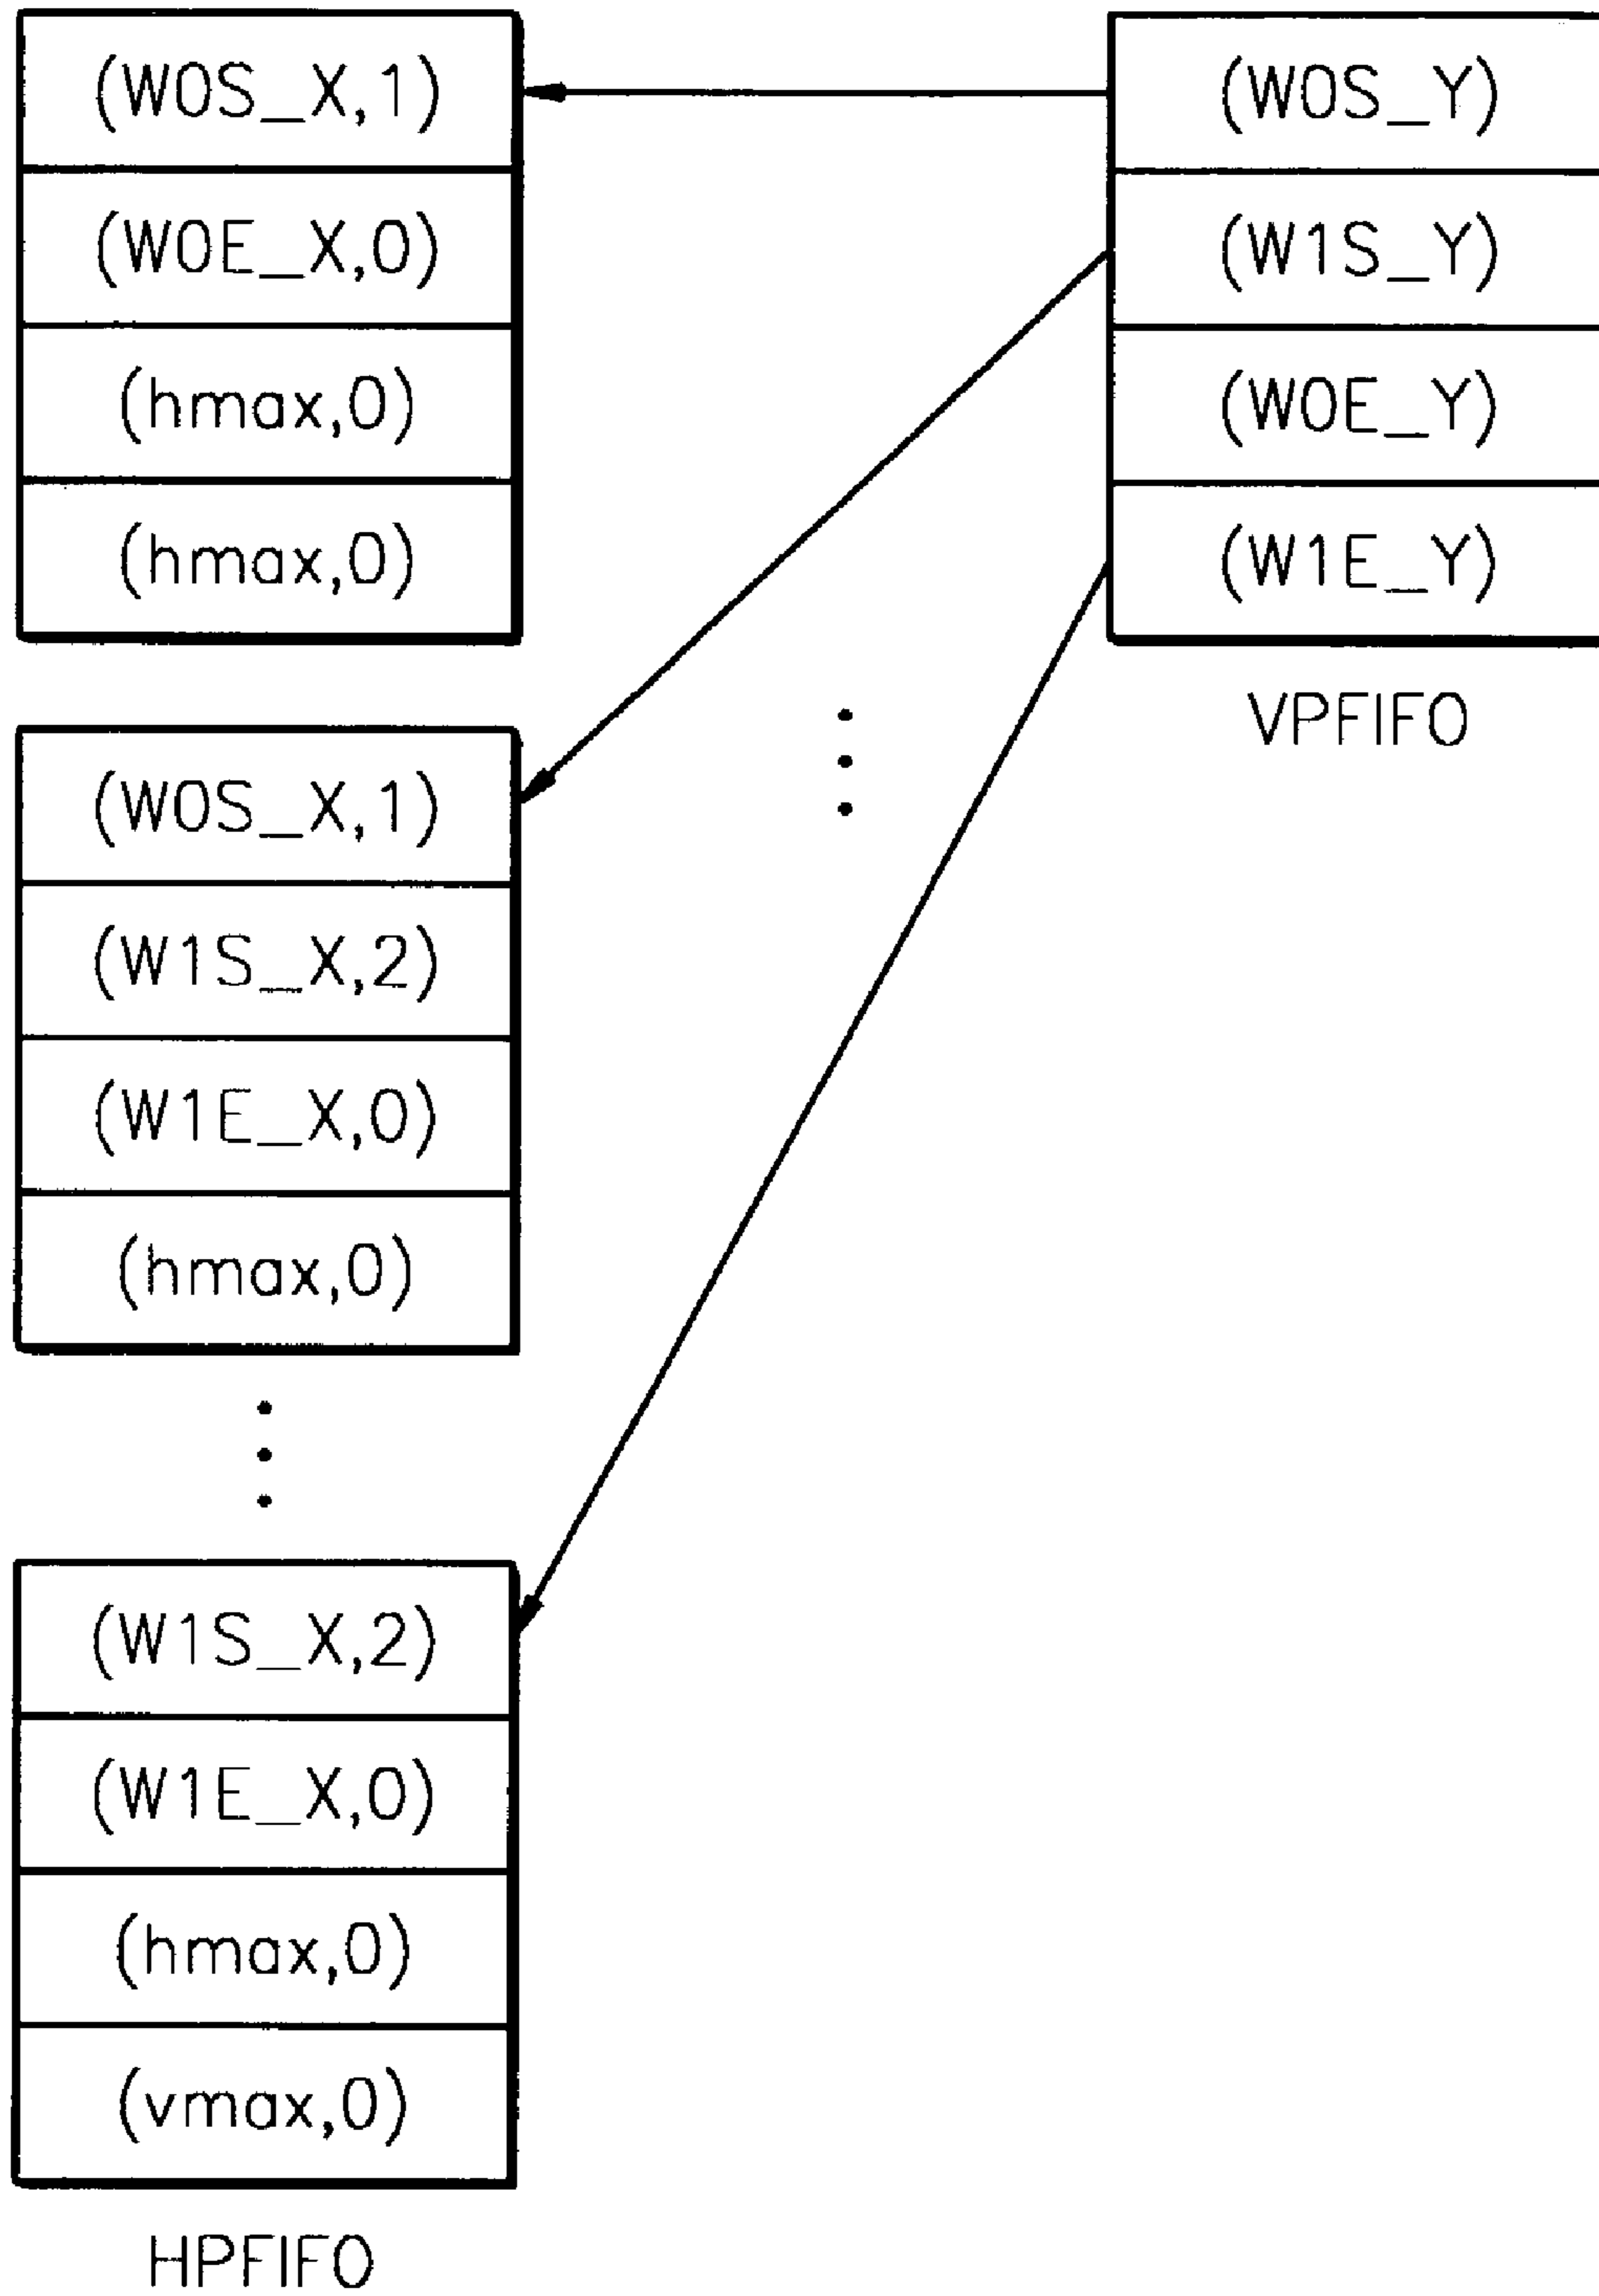 (W0S_X,1)
(W0E_X,0)
(hmax,0)
(hmax,0)
(W0S_Y)
(W1S_Y)
(W0E_Y)
(W1E_Y)
VPFIFO
(W0S_X,1)
(W1S_X,2)
(W1E_X,0)
(hmax,0)
(W1S_X,2)
(W1E_X,0)
(hmax,0)
(vmax,0)
HPFIFO